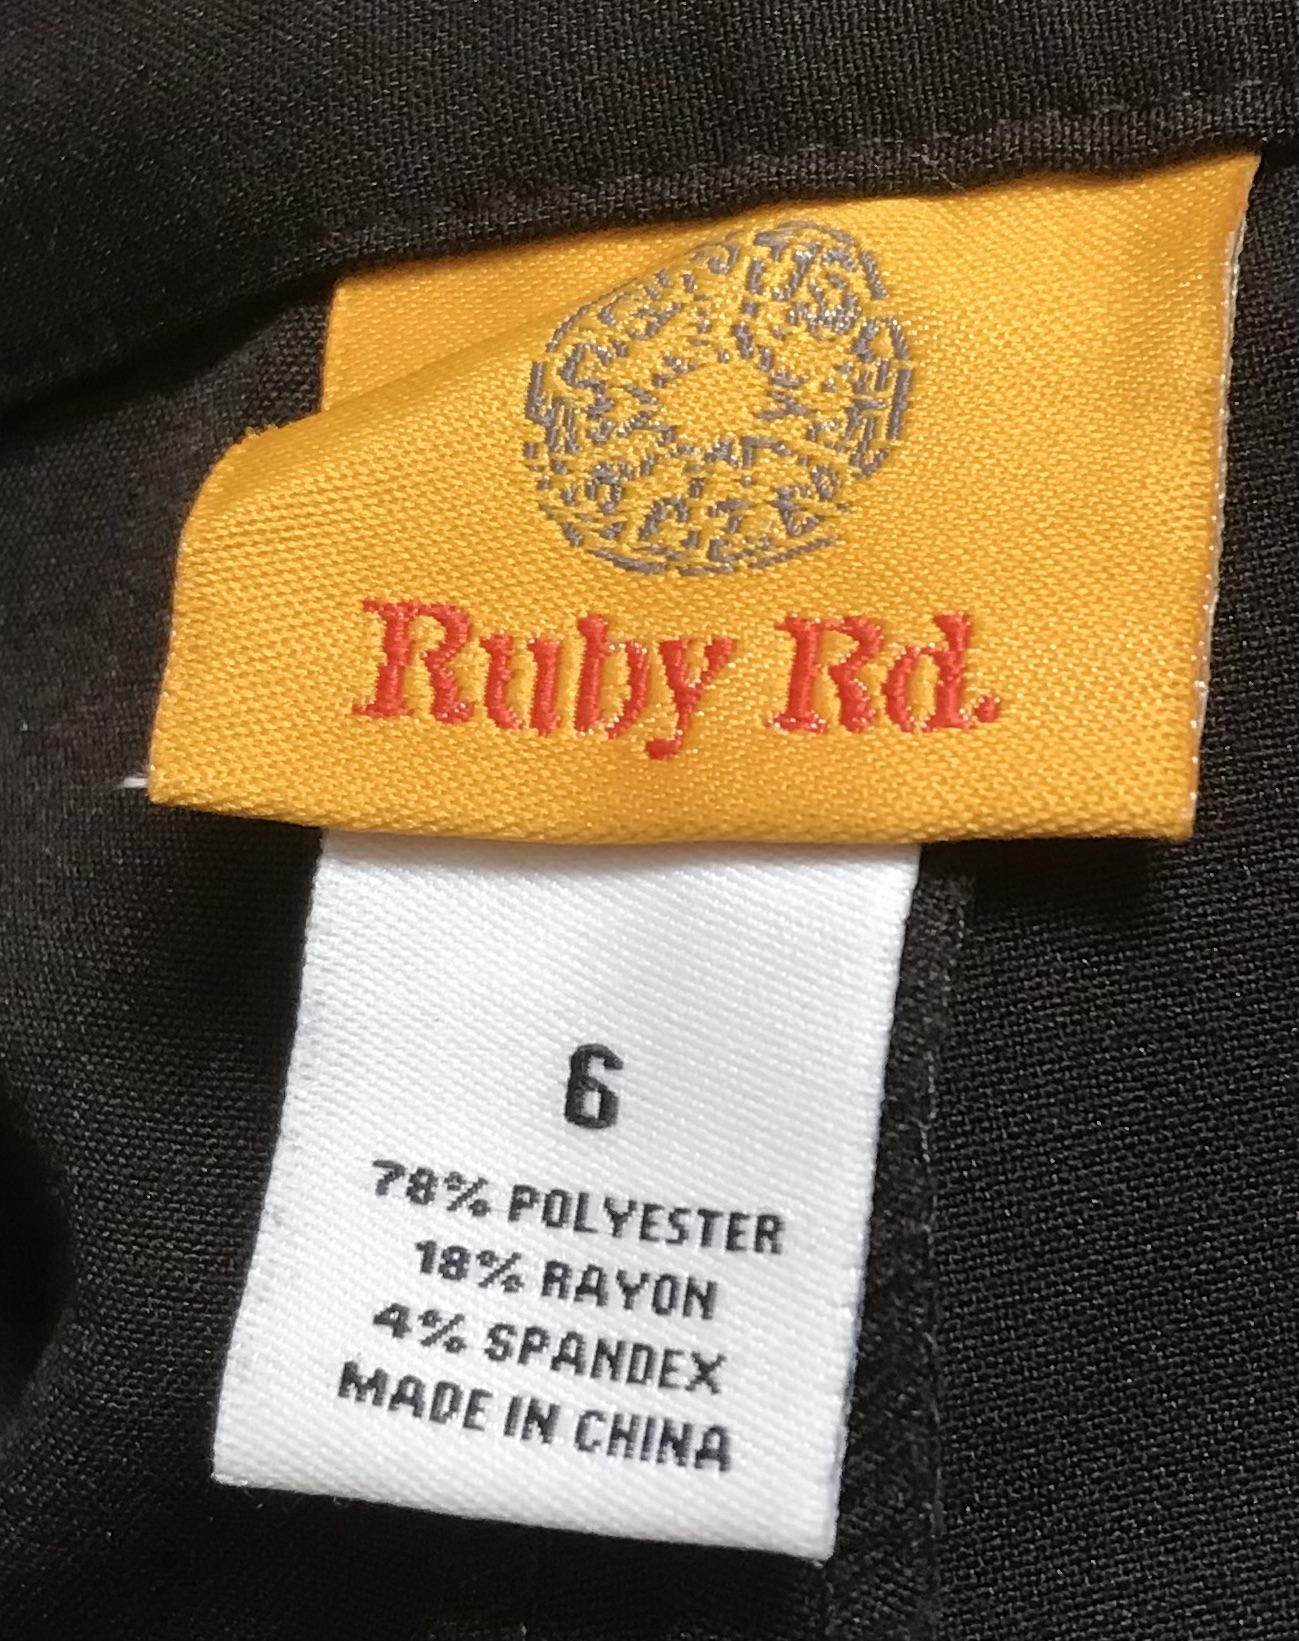 Ruby Rd.
6
78% POLYESTER
18% RAYON
4% SPANDEX
MADE IN CHINA